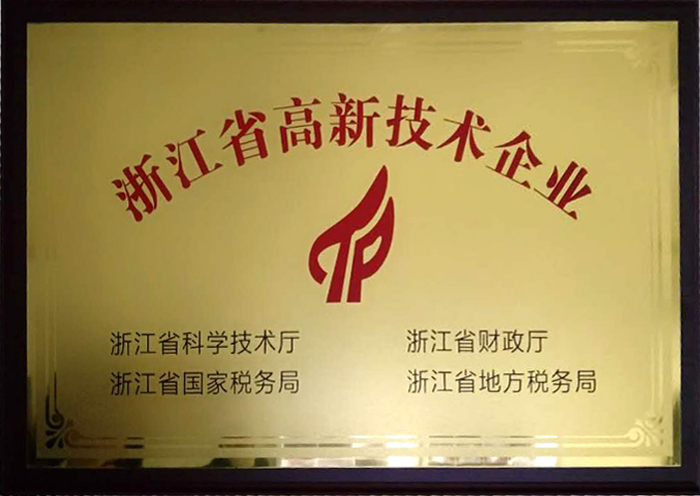 浙江省高新技术企业
TP
浙江省科学技术厅 浙江省财政厅
浙江省国家税务局 浙江省地方税务局